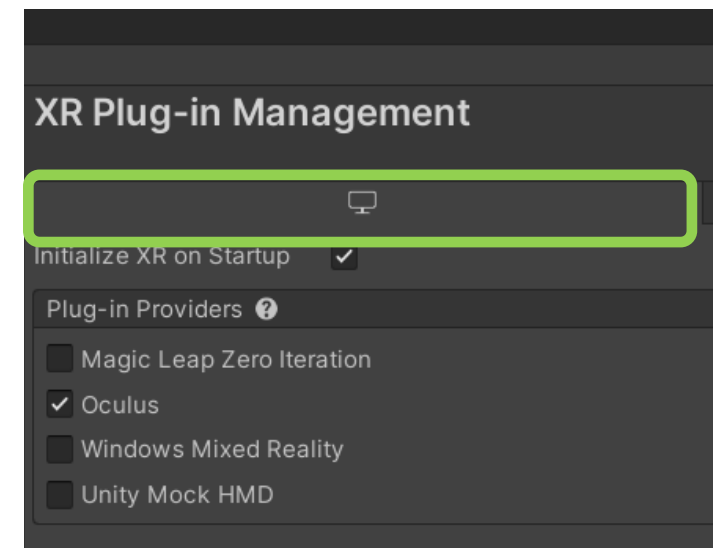 XR Plug-in Management
Initialize XR on Startup
Plug-in Providers
Magic Leap Zero Iteration
Oculus
Windows Mixed Reality
Unity Mock HMD